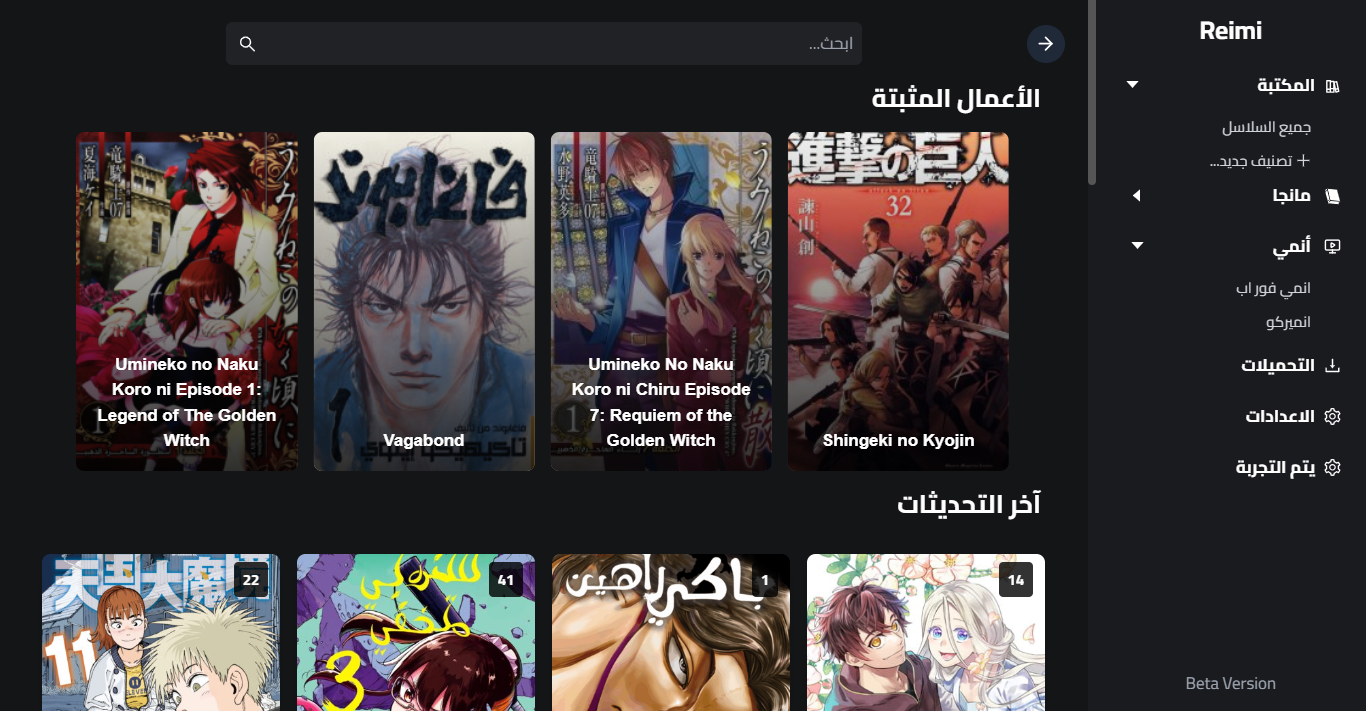 Reimi
المكتبة
جميع السلاسل
+ تصنيف جديد...
مانجا
أنمي
انمي فور اب
انميركو
التحميلات
الاعدادات
يتم التجربة
Beta Version
ابحث...
الأعمال المثبتة
進撃の巨人
32
諫山創
Shingeki no Kyojin
うみねこのなく頃に散
竜騎士07
水野英多
1
Umineko No Naku
Koro ni Chiru Episode
7: Requiem of the
Golden Witch
فاغابوند
تاكيهيكو إينوي
Vagabond
うみねこのなく頃に
竜騎士07
夏海ケイ
1
Umineko no Naku
Koro ni Episode 1:
Legend of The Golden
Witch
آخر التحديثات
14
1
باكي راهين
41
3
22
天国大魔境
11